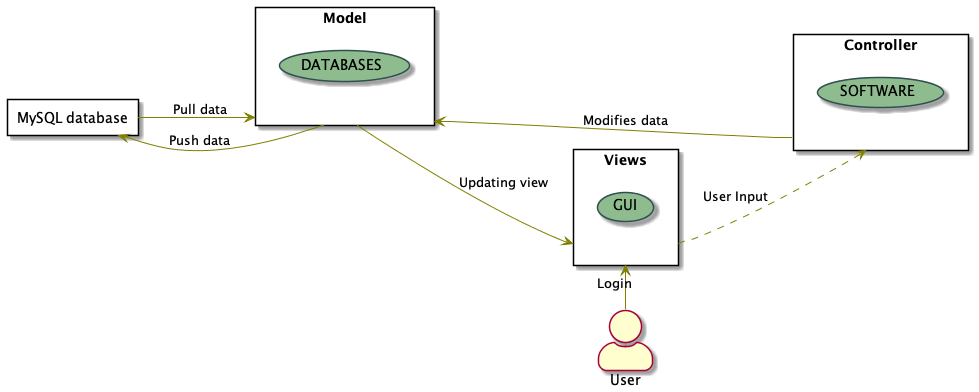 Model
DATABASES
Controller
SOFTWARE
MySQL database
Pull data
Push data
Modifies data
Views
GUI
Updating view
User Input
Login
User